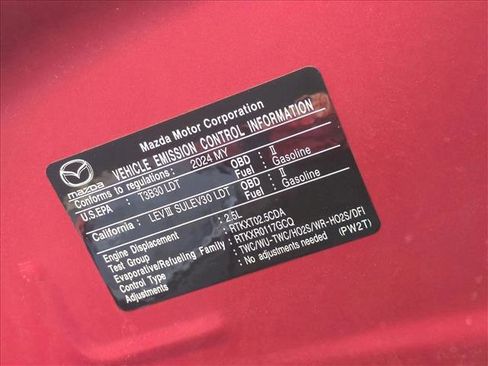 Mazda Motor Corporation
mazda VEHICLE EMISSION CONTROL INFORMATION
Conforms to regulations: 2024 MY
U.S.EPA : T3B30 LDT OBD : II
Gasoline
California : LEVIII SULEV30 LDT OBD : II
Gasoline
Engine Displacement : 2.5L
Test Group : RTKXT02.5CDA
Evaporative/Refueling Family : RTKXR0117GCQ
Control Type : TWC/WU-TWC/HO2S/WR-HO2S/DFI
Adjustments : No adjustments needed (PW2T)